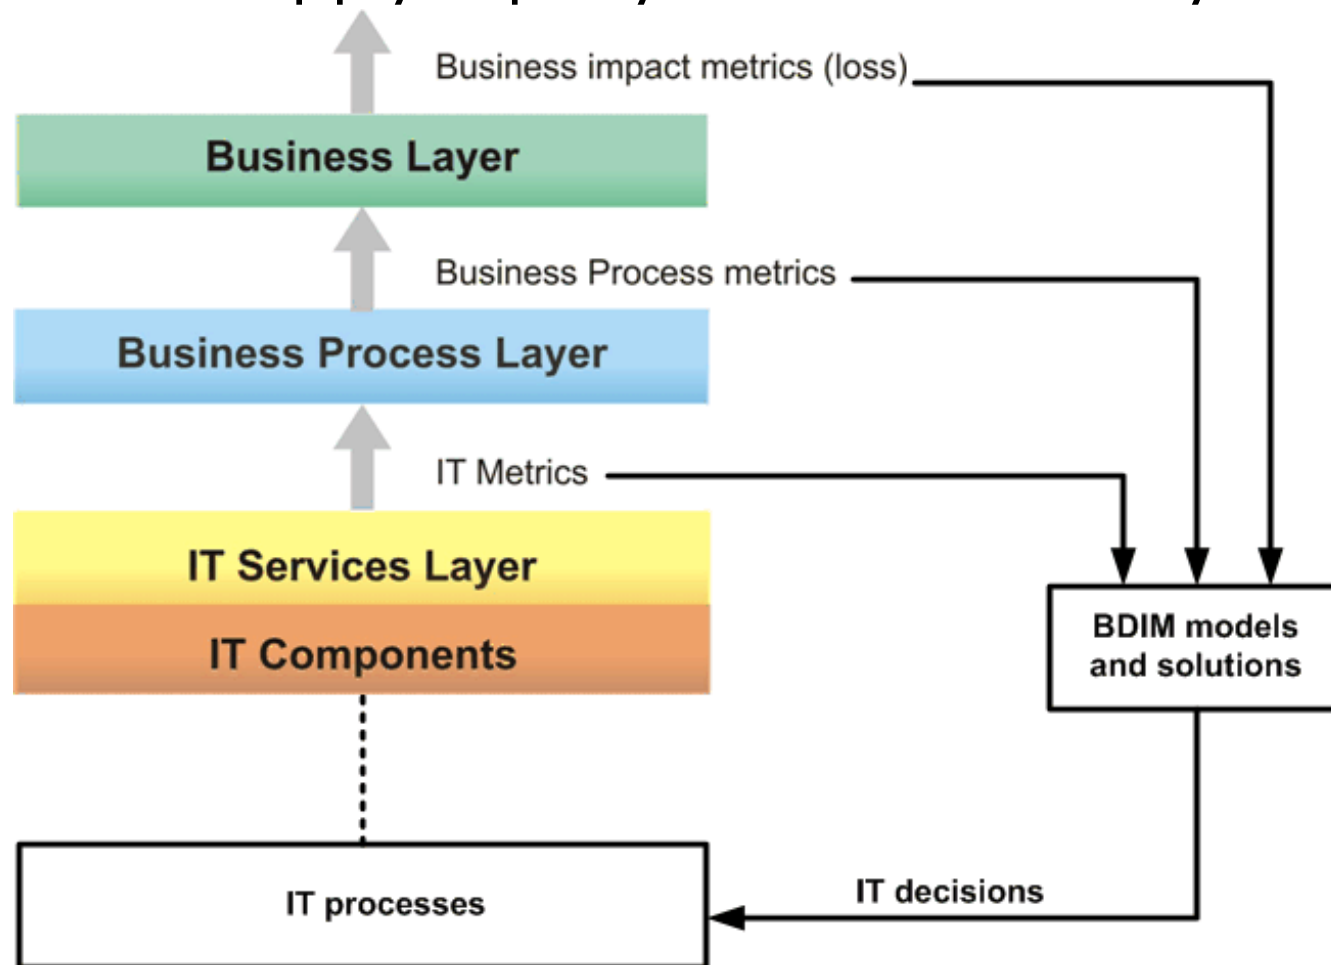 Business impact metrics (loss)
Business Layer
Business Process metrics
Business Process Layer
IT Metrics
IT Services Layer
IT Components
BDIM models
and solutions
IT decisions
IT processes